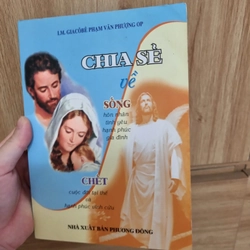 LM. GIACÔBÊ PHẠM VĂN PHƯỢNG OP
CHIA SẺ
về
SỐNG
hôn nhân
tình yêu
hạnh phúc
gia đình
CHẾT
cuộc đời tại thế
và
hạnh phúc vĩnh cửu
NHÀ XUẤT BẢN PHƯƠNG ĐÔNG